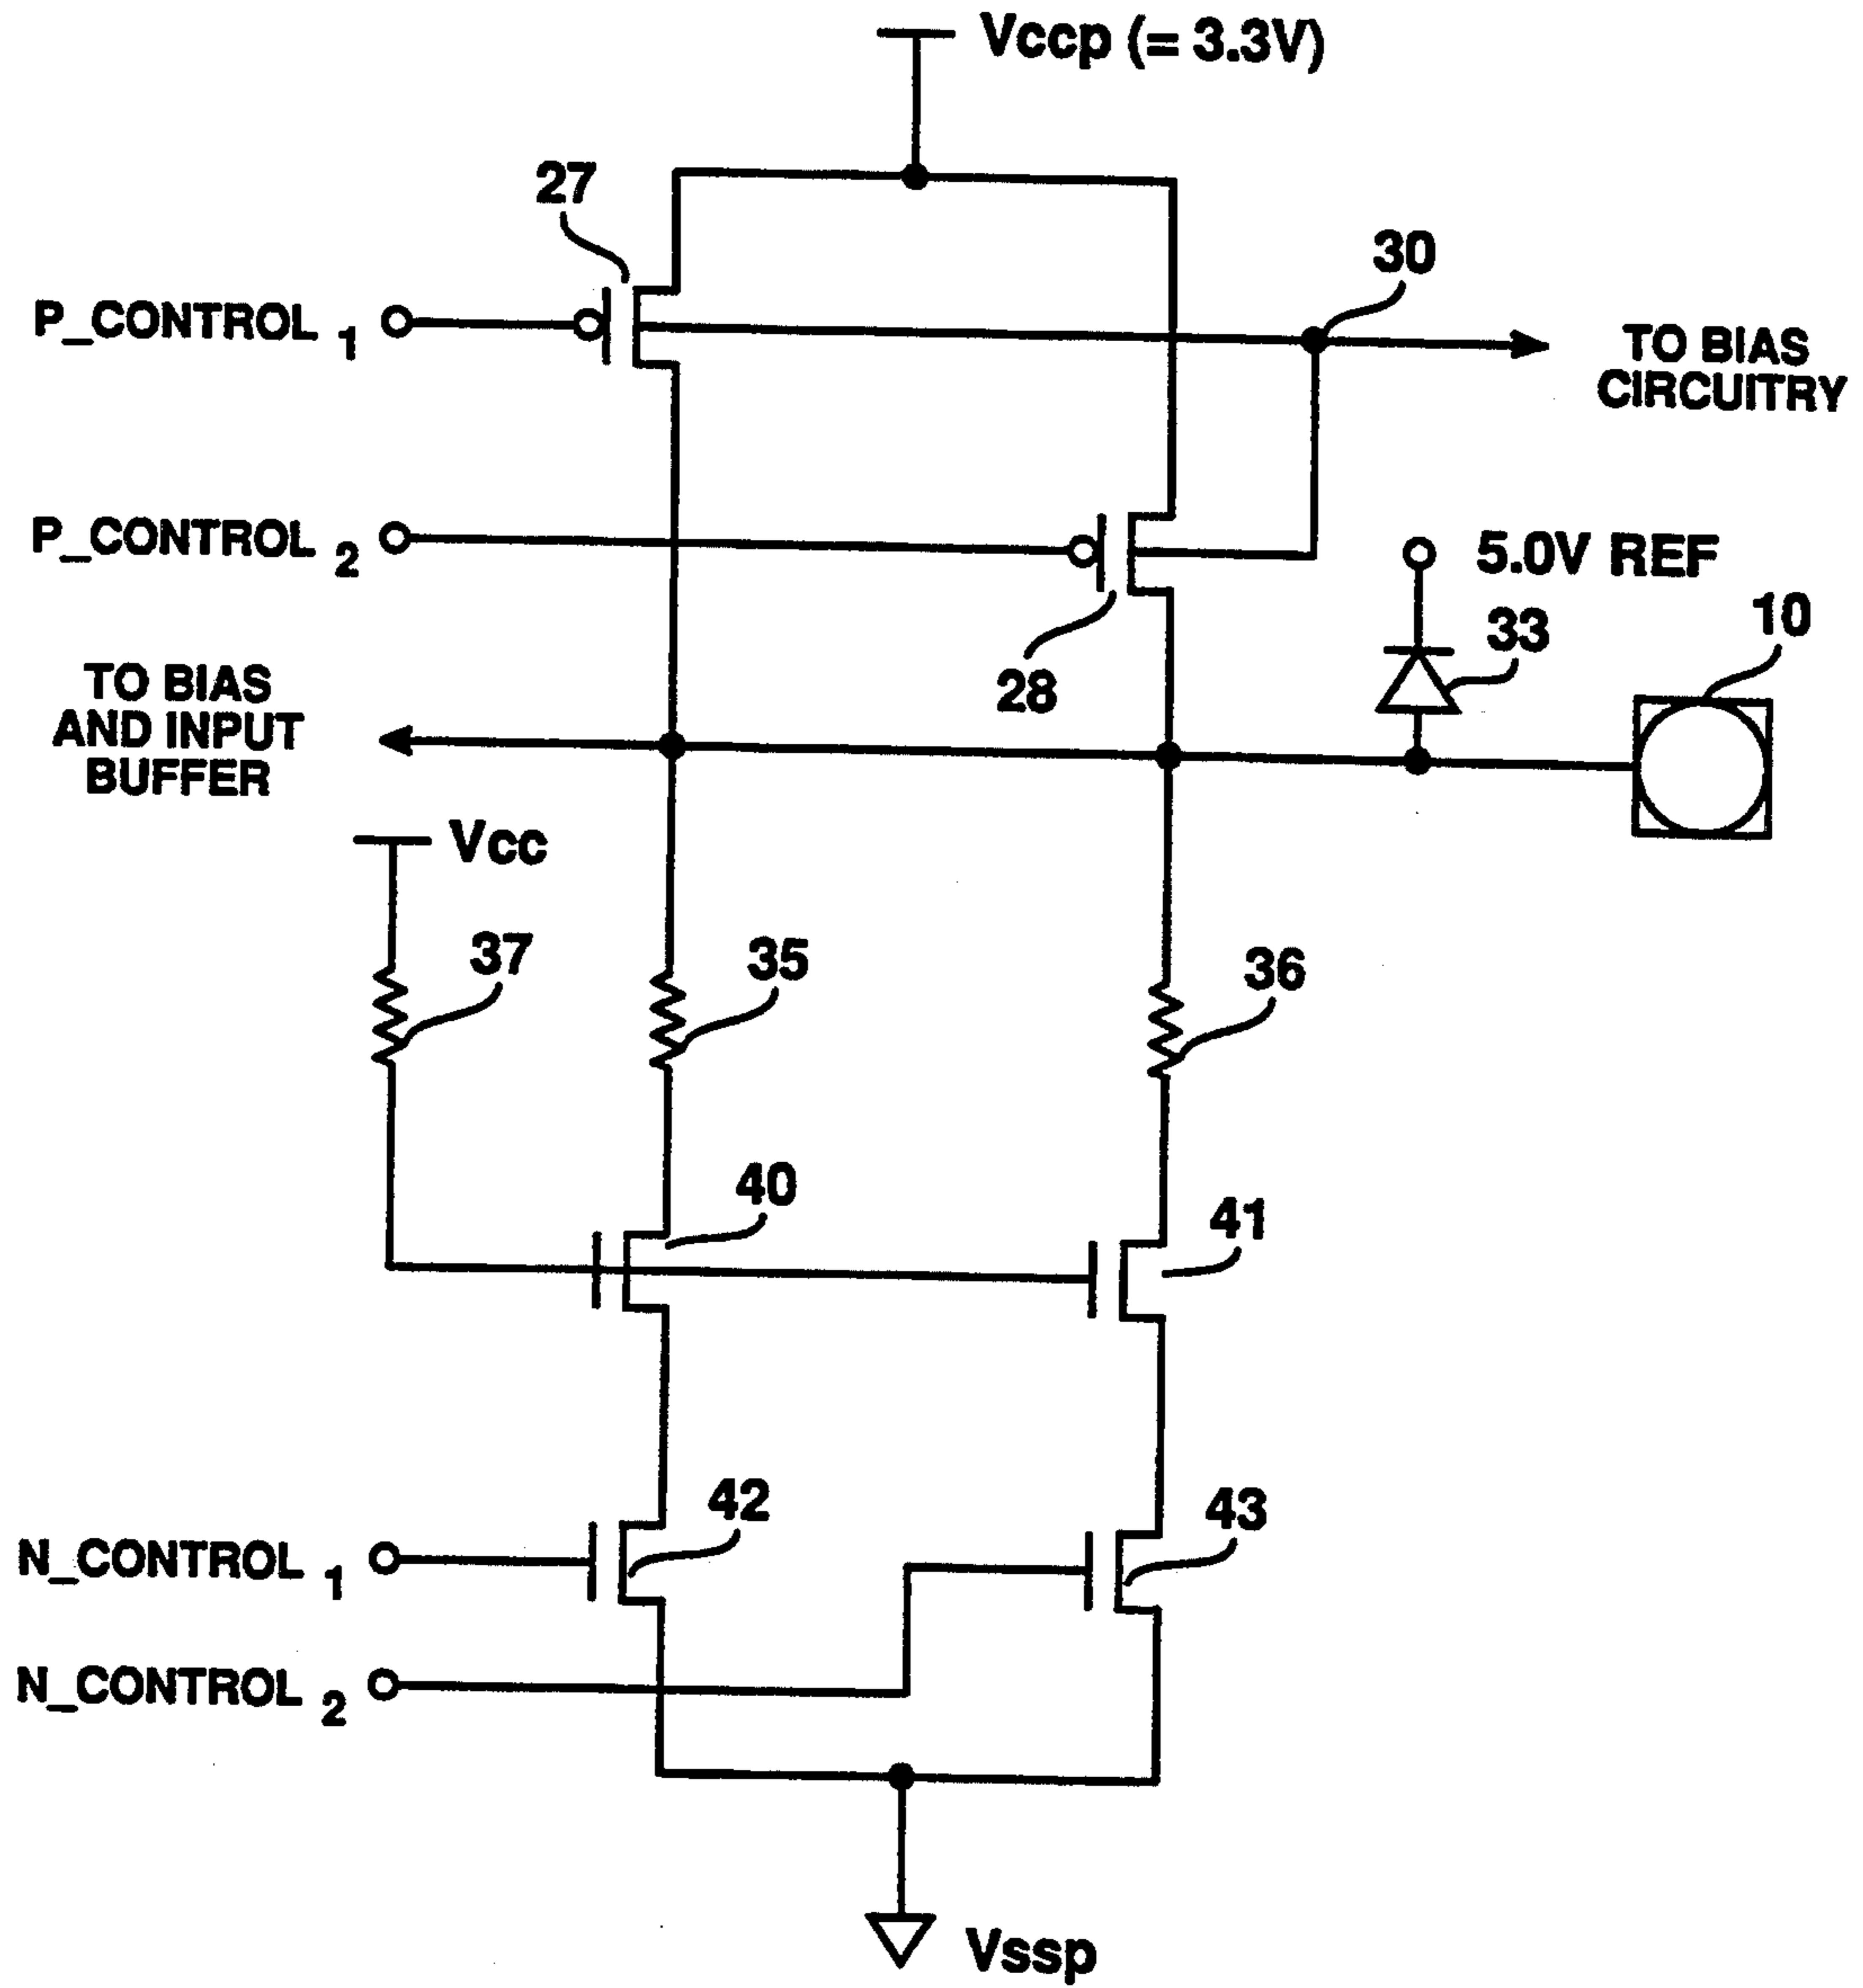 Vccp (= 3.3V)
27
30
P_CONTROL 1
TO BIAS
CIRCUITRY
P_CONTROL 2
5.0V REF
33
10
28
TO BIAS
AND INPUT
BUFFER
Vcc
37
35
36
40
41
42
43
N_CONTROL 1
N_CONTROL 2
Vssp